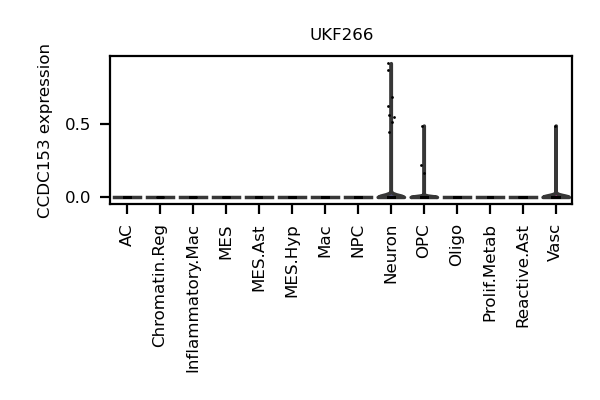 UKF266
CCDC153 expression
0.5
0.0
AC
Chromatin.Reg
Inflammatory.Mac
MES
MES.Ast
MES.Hyp
Mac
NPC
Neuron
OPC
Oligo
Prolif.Metab
Reactive.Ast
Vasc